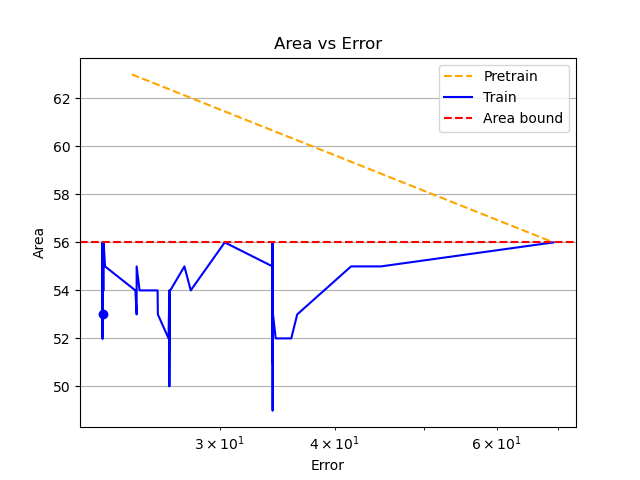 Area vs Error
Pretrain
Train
Area bound
62
60
58
56
54
52
50
Area
3 × 10¹
4 × 10¹
6 × 10¹
Error